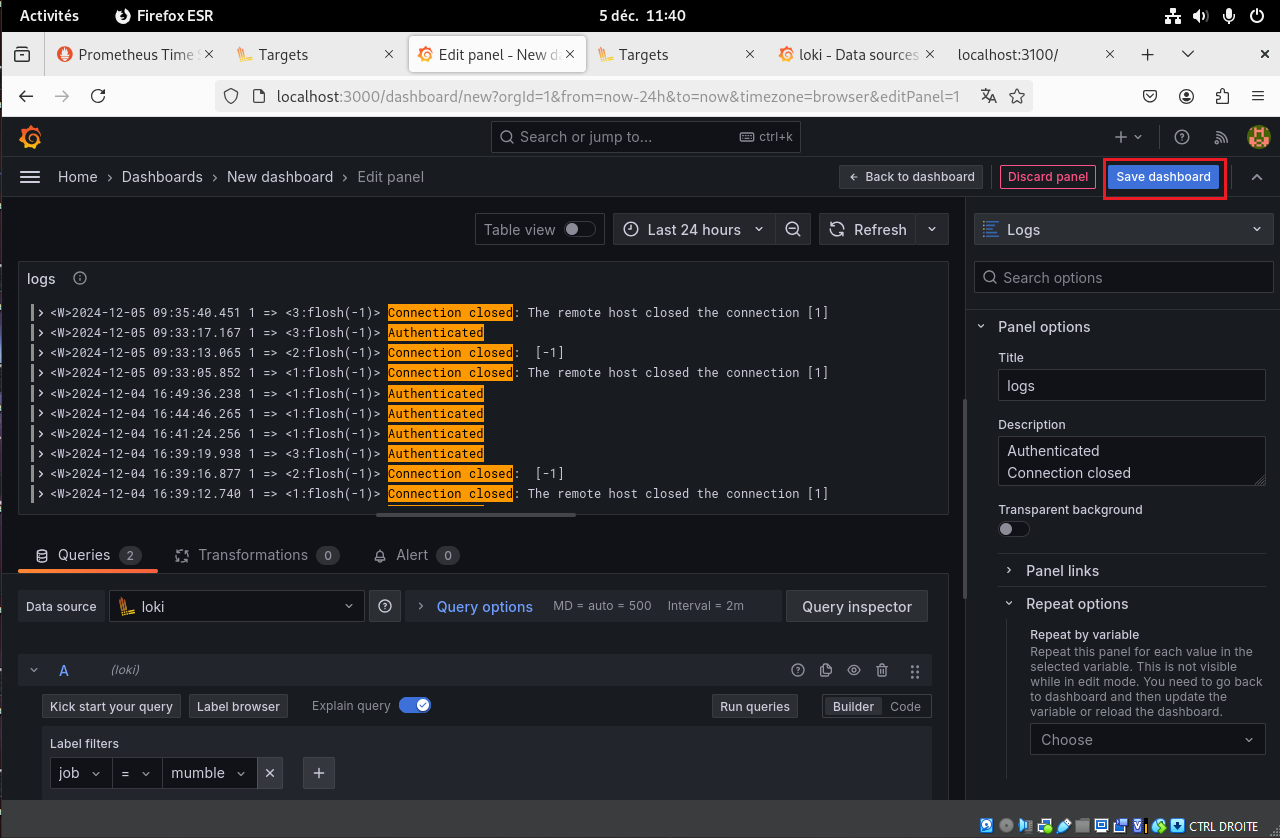 Activités
Firefox ESR
5 déc. 11:40
Prometheus Time S
Targets
Edit panel - New da
Targets
loki - Data sources
localhost:3100/
localhost:3000/dashboard/new?orgId=1&from=now-24h&to=now&timezone=browser&editPanel=1
Search or jump to...
ctrl+k
Home › Dashboards › New dashboard › Edit panel
Back to dashboard
Discard panel
Save dashboard
Table view
Last 24 hours
Refresh
logs
<W>2024-12-05 09:35:40.451 1 => <3:flosh(-1)> Connection closed: The remote host closed the connection [1]
<W>2024-12-05 09:33:17.167 1 => <3:flosh(-1)> Authenticated
<W>2024-12-05 09:33:13.065 1 => <2:flosh(-1)> Connection closed:  [-1]
<W>2024-12-05 09:33:05.852 1 => <1:flosh(-1)> Connection closed: The remote host closed the connection [1]
<W>2024-12-04 16:49:36.238 1 => <1:flosh(-1)> Authenticated
<W>2024-12-04 16:44:46.265 1 => <1:flosh(-1)> Authenticated
<W>2024-12-04 16:41:24.256 1 => <1:flosh(-1)> Authenticated
<W>2024-12-04 16:39:19.938 1 => <3:flosh(-1)> Authenticated
<W>2024-12-04 16:39:16.877 1 => <2:flosh(-1)> Connection closed:  [-1]
<W>2024-12-04 16:39:12.740 1 => <1:flosh(-1)> Connection closed: The remote host closed the connection [1]
Queries 2
Transformations 0
Alert 0
Data source
loki
Query options
MD = auto = 500
Interval = 2m
Query inspector
A
(loki)
Kick start your query
Label browser
Explain query
Run queries
Builder
Code
Label filters
job
=
mumble
Logs
Search options
Panel options
Title
logs
Description
Authenticated
Connection closed
Transparent background
Panel links
Repeat options
Repeat by variable
Repeat this panel for each value in the
selected variable. This is not visible
while in edit mode. You need to go back
to dashboard and then update the
variable or reload the dashboard.
Choose
CTRL DROITE